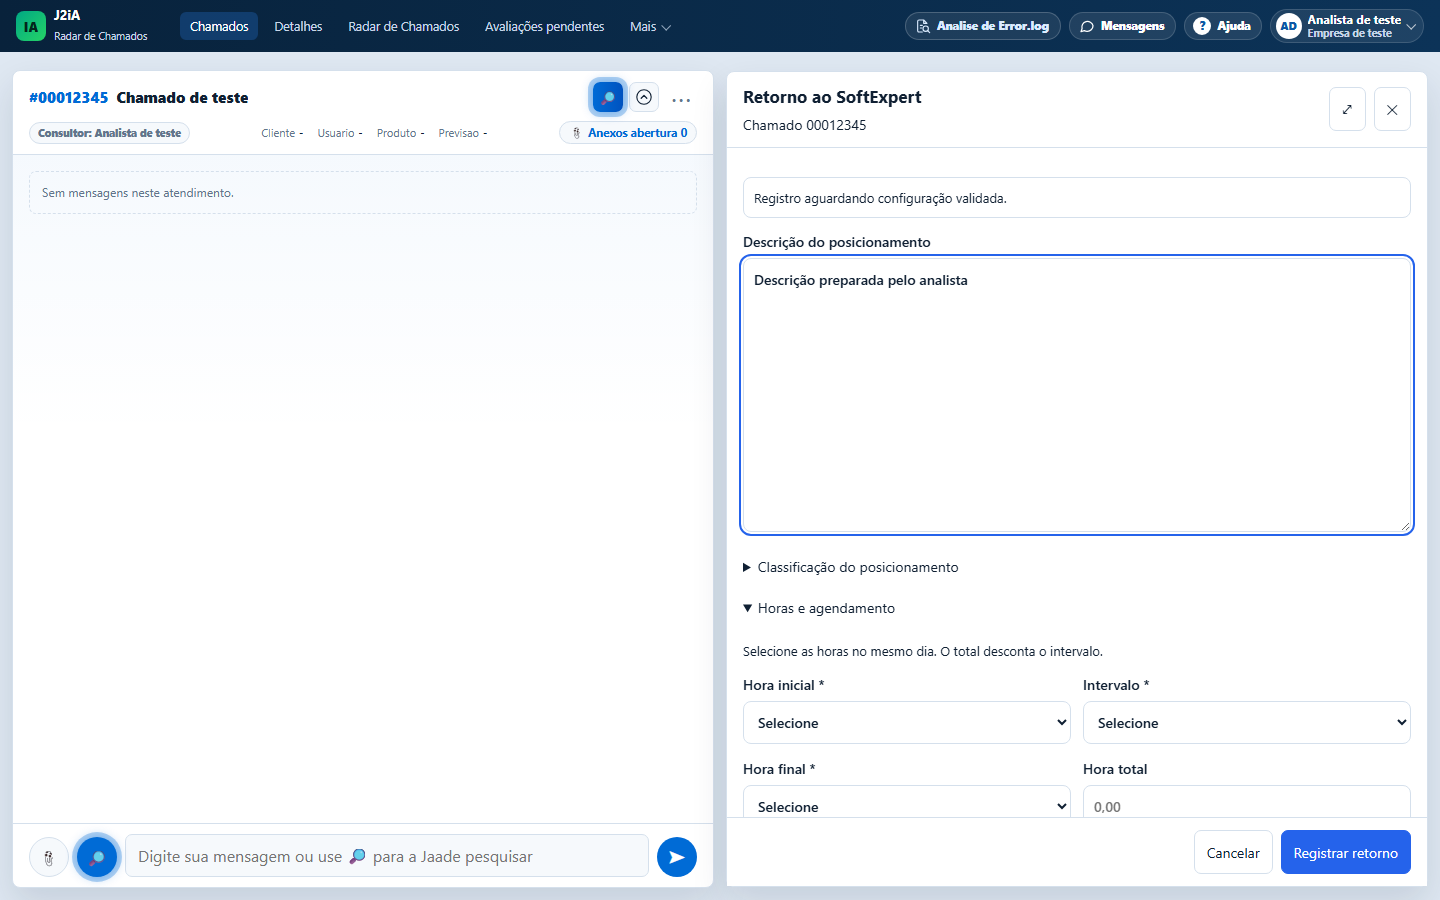 IA
J2iA
Radar de Chamados
Chamados
Detalhes
Radar de Chamados
Avaliações pendentes
Mais
Analise de Error.log
Mensagens
? Ajuda
AD
Analista de teste
Empresa de teste
#00012345 Chamado de teste
...
Consultor: Analista de teste
Cliente -
Usuario -
Produto -
Previsao -
Anexos abertura 0
Sem mensagens neste atendimento.
Digite sua mensagem ou use 🔎 para a Jaade pesquisar
Retorno ao SoftExpert
Chamado 00012345
Registro aguardando configuração validada.
Descrição do posicionamento
Descrição preparada pelo analista
Classificação do posicionamento
Horas e agendamento
Selecione as horas no mesmo dia. O total desconta o intervalo.
Hora inicial *
Intervalo *
Selecione
Selecione
Hora final *
Hora total
Selecione
0,00
Cancelar
Registrar retorno